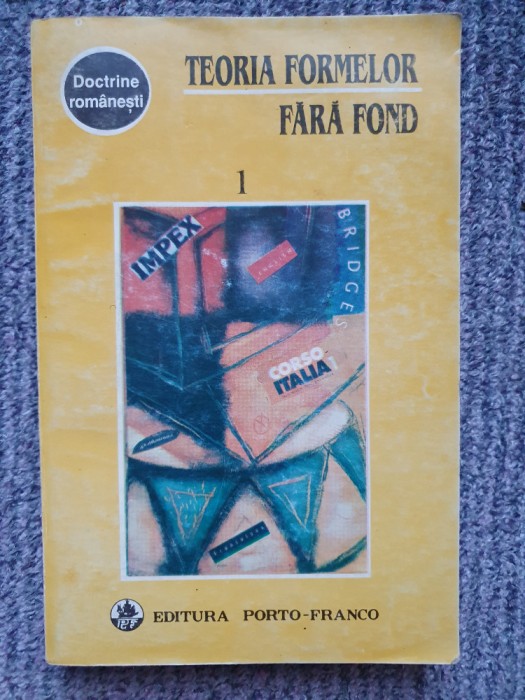 Doctrine
românești
TEORIA FORMELOR
FĂRĂ FOND
1
IMPEX
BRIDGES
CORSO
ITALIA
EDITURA PORTO-FRANCO